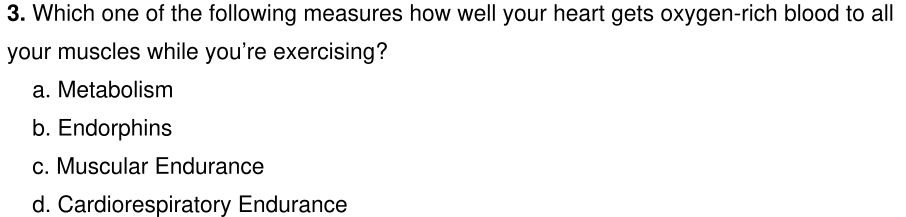 3. Which one of the following measures how well your heart gets oxygen-rich blood to all
your muscles while you’re exercising?
a. Metabolism
b. Endorphins
c. Muscular Endurance
d. Cardiorespiratory Endurance